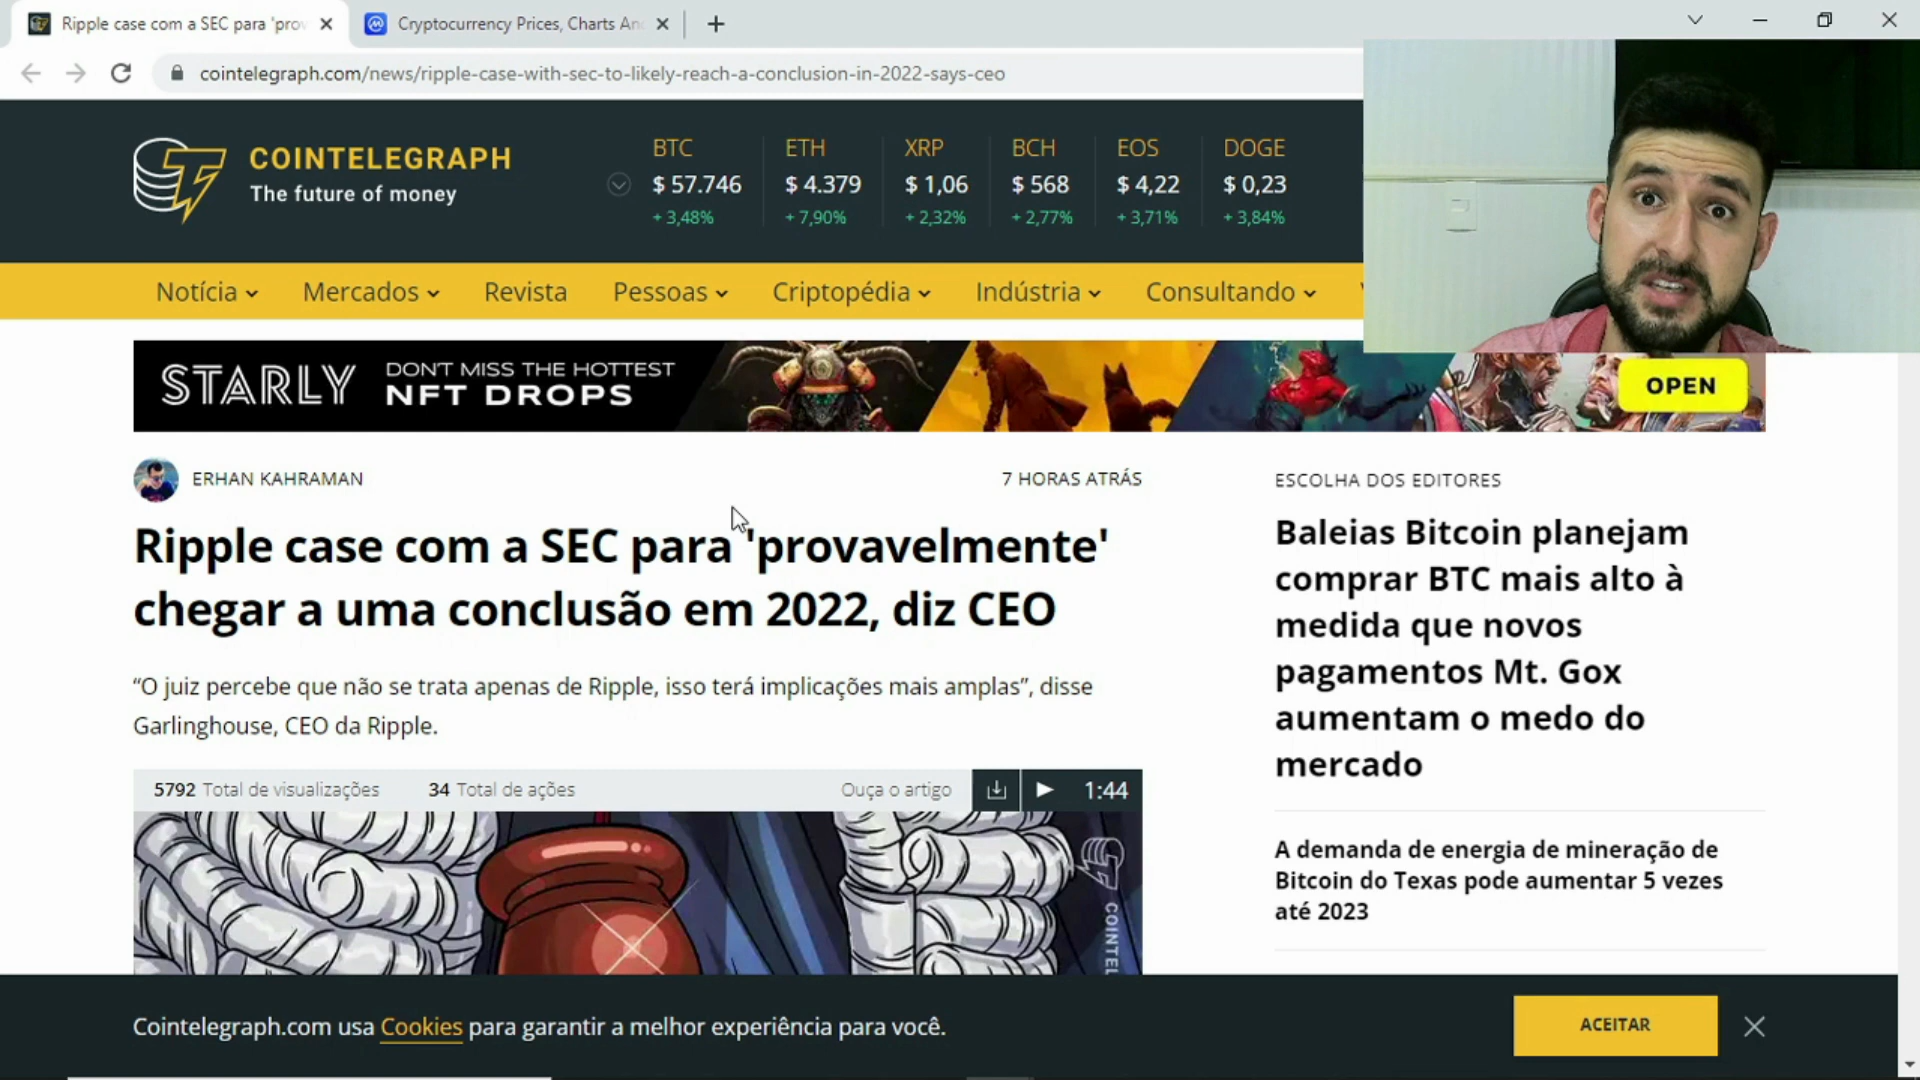 Ripple case com a SEC para 'prov
Cryptocurrency Prices, Charts An
cointelegraph.com/news/ripple-case-with-sec-to-likely-reach-a-conclusion-in-2022-says-ceo
COINTELEGRAPH
The future of money
BTC ETH XRP BCH EOS DOGE
$ 57.746 $ 4.379 $ 1,06 $ 568 $ 4,22 $ 0,23
+ 3,48% + 7,90% + 2,32% + 2,77% + 3,71% + 3,84%
Notícia Mercados Revista Pessoas Criptopédia Indústria Consultando
STARLY DON'T MISS THE HOTTEST
NFT DROPS
OPEN
ERHAN KAHRAMAN
7 HORAS ATRÁS
Ripple case com a SEC para 'provavelmente'
chegar a uma conclusão em 2022, diz CEO
“O juiz percebe que não se trata apenas de Ripple, isso terá implicações mais amplas”, disse
Garlinghouse, CEO da Ripple.
5792 Total de visualizações 34 Total de ações Ouça o artigo 1:44
COINTEL
ESCOLHA DOS EDITORES
Baleias Bitcoin planejam
comprar BTC mais alto à
medida que novos
pagamentos Mt. Gox
aumentam o medo do
mercado
A demanda de energia de mineração de
Bitcoin do Texas pode aumentar 5 vezes
até 2023
Cointelegraph.com usa Cookies para garantir a melhor experiência para você.
ACEITAR